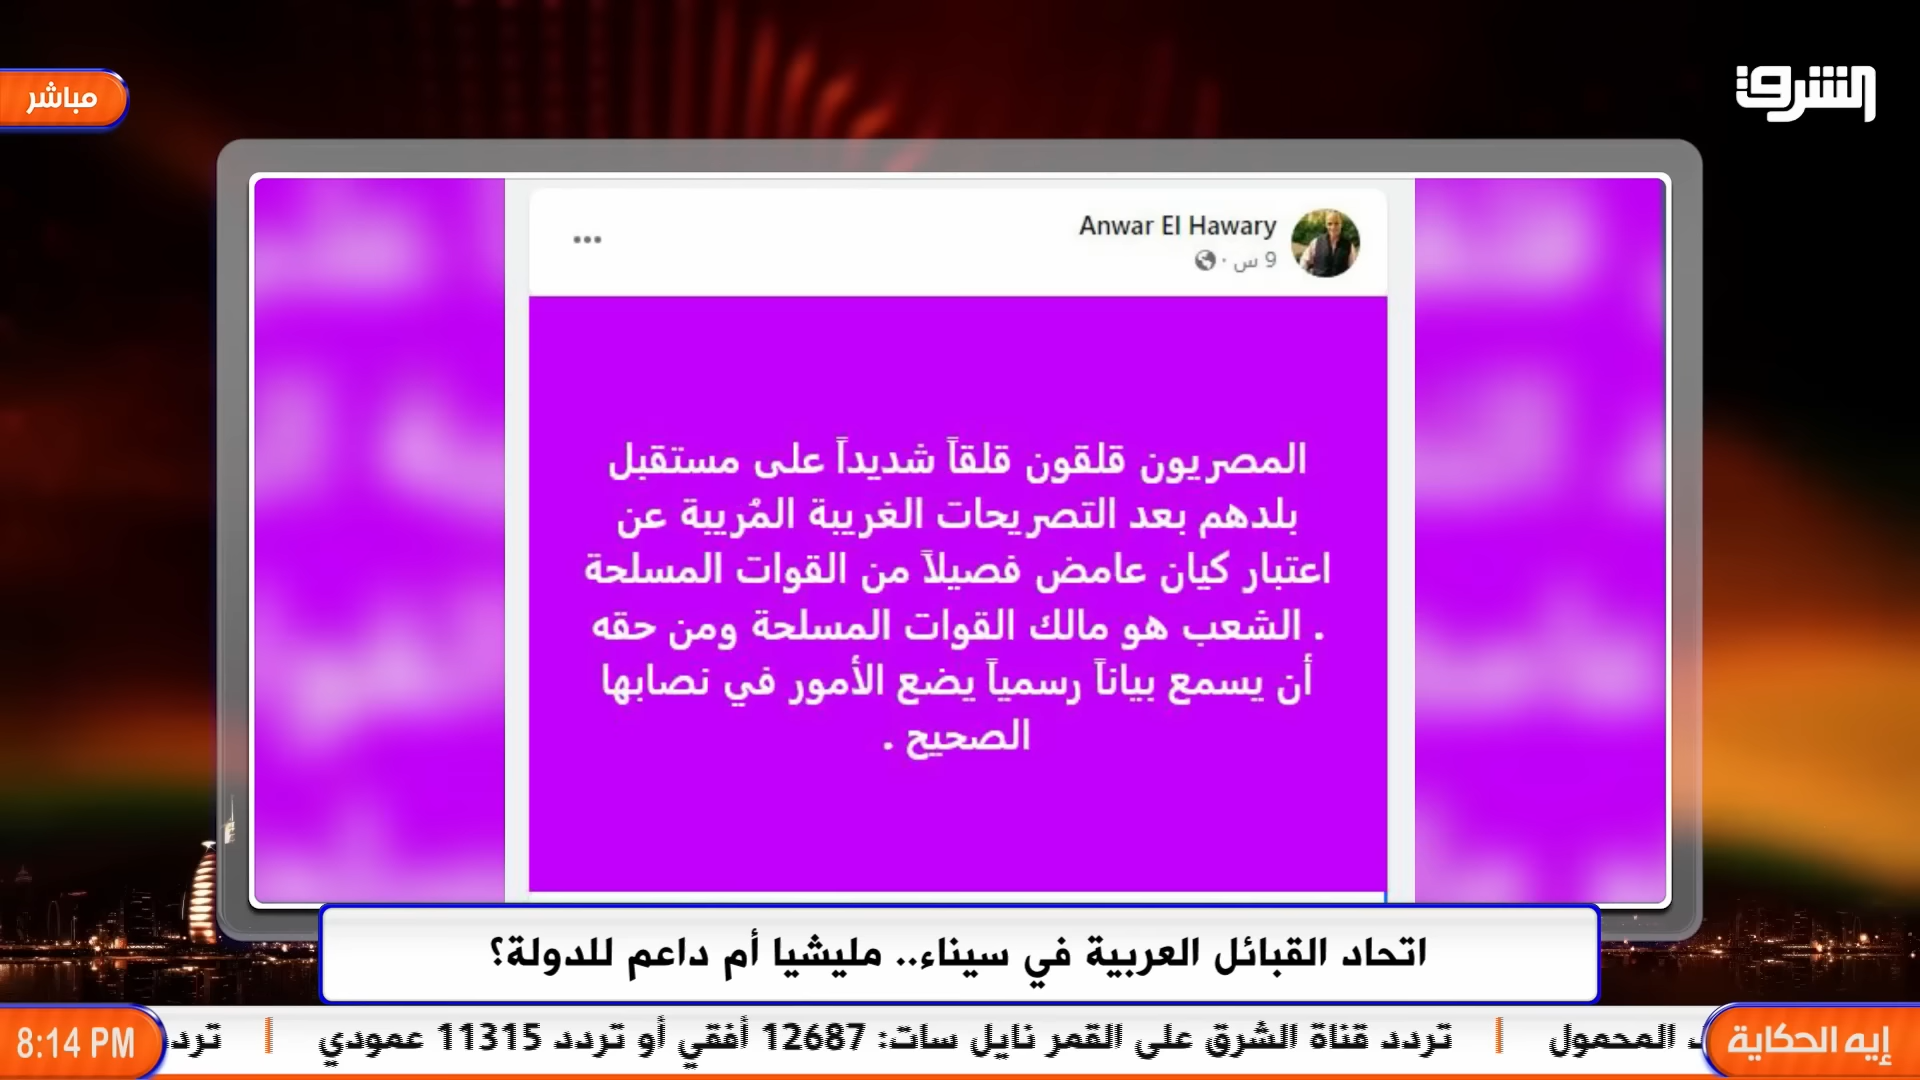 الشرق
مباشر
Anwar El Hawary
9 س ·
المصريون قلقون قلقاً شديداً على مستقبل
بلدهم بعد التصريحات الغريبة المُريبة عن
اعتبار كيان عامض فصيلاً من القوات المسلحة
. الشعب هو مالك القوات المسلحة ومن حقه
أن يسمع بياناً رسمياً يضع الأمور في نصابها
الصحيح .
اتحاد القبائل العربية في سيناء.. مليشيا أم داعم للدولة؟
إيه الحكاية
المحمول | تردد قناة الشرق على القمر نايل سات: 12687 أفقي أو تردد 11315 عمودي |
8:14 PM